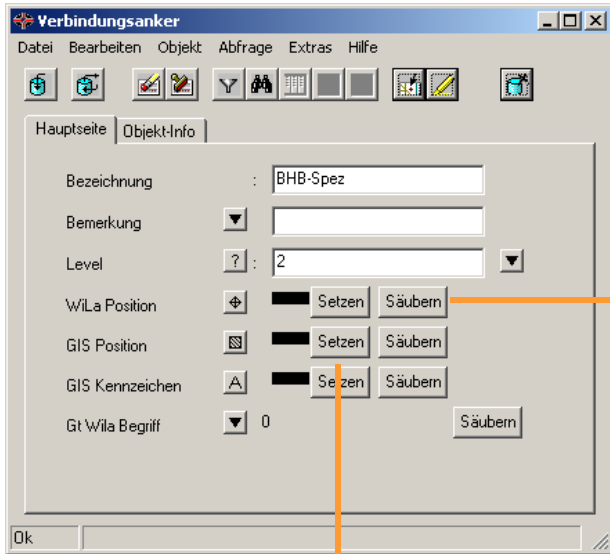 Verbindungsanker
Datei Bearbeiten Objekt Abfrage Extras Hilfe
Hauptseite Objekt-Info
Bezeichnung : BHB-Spez
Bemerkung
Level ? : 2
WiLa Position Setzen Säubern
GIS Position Setzen Säubern
GIS Kennzeichen A Setzen Säubern
Gt Wila Begriff 0 Säubern
Ok